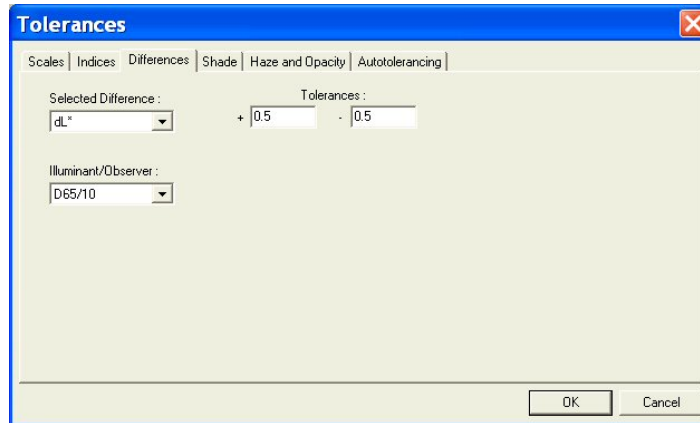 Tolerances
Scales Indices Differences Shade Haze and Opacity Autotolerancing
Selected Difference : Tolerances :
dL* + 0.5 - 0.5
Illuminant/Observer :
D65/10
OK Cancel